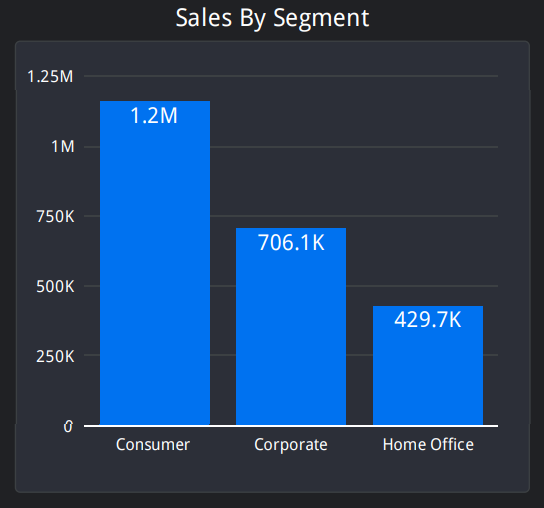 Sales By Segment
1.25M
1M
750K
500K
250K
0
1.2M
706.1K
429.7K
Consumer Corporate Home Office